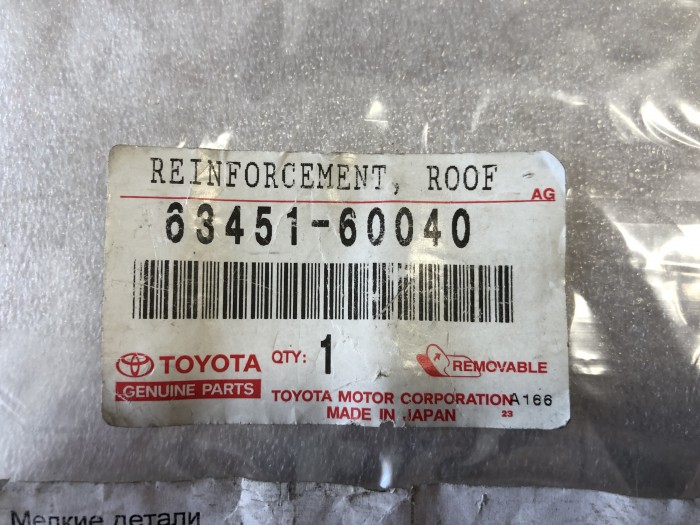 REINFORCEMENT, ROOF
AG
63451-60040
TOYOTA QTY: 1 REMOVABLE
GENUINE PARTS
TOYOTA MOTOR CORPORATION A166
MADE IN JAPAN 23
Мелкие детали